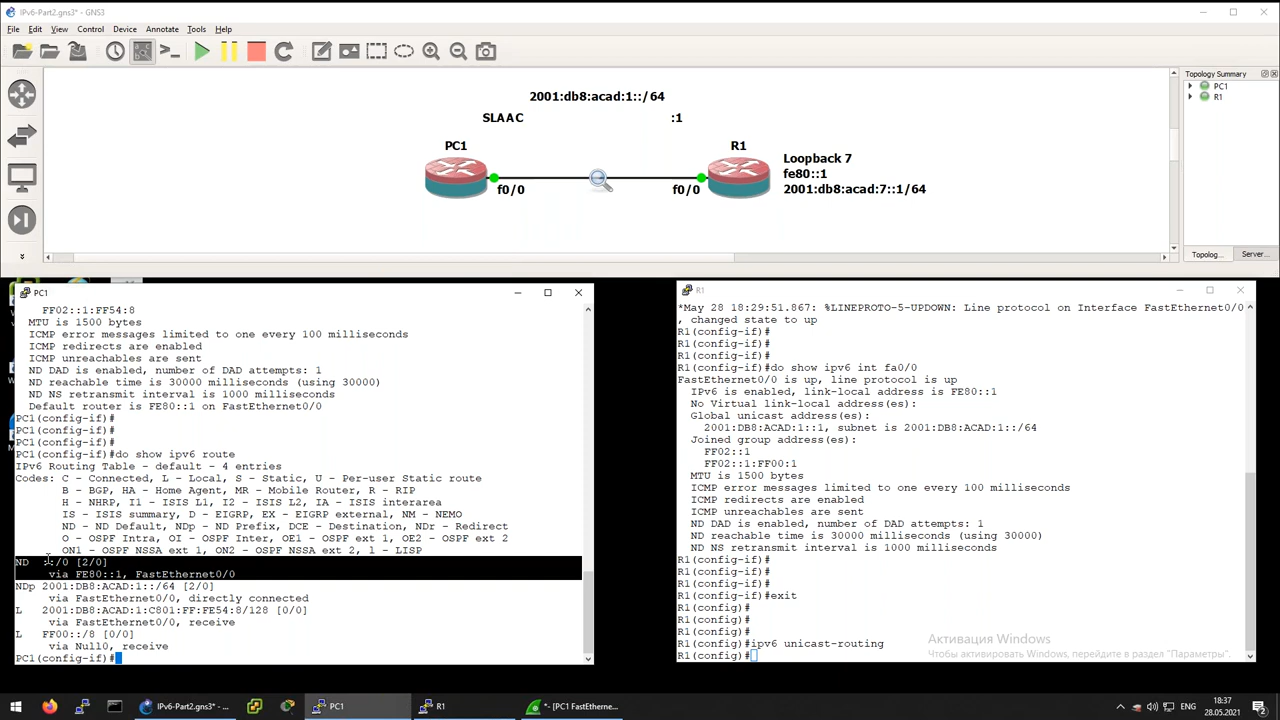 IPv6-Part2.gns3* - GNS3
File Edit View Control Device Annotate Tools Help
Topology Summary
PC1
R1
2001:db8:acad:1::/64
SLAAC :1
PC1 R1
Loopback 7
fe80::1
2001:db8:acad:7::1/64
f0/0 f0/0
Topolog... Server...
PC1
FF02::1:FF54:8
MTU is 1500 bytes
ICMP error messages limited to one every 100 milliseconds
ICMP redirects are enabled
ICMP unreachables are sent
ND DAD is enabled, number of DAD attempts: 1
ND reachable time is 30000 milliseconds (using 30000)
ND NS retransmit interval is 1000 milliseconds
Default router is FE80::1 on FastEthernet0/0
PC1(config-if)#
PC1(config-if)#
PC1(config-if)#
PC1(config-if)#do show ipv6 route
IPv6 Routing Table - default - 4 entries
Codes: C - Connected, L - Local, S - Static, U - Per-user Static route
B - BGP, HA - Home Agent, MR - Mobile Router, R - RIP
H - NHRP, I1 - ISIS L1, I2 - ISIS L2, IA - ISIS interarea
IS - ISIS summary, D - EIGRP, EX - EIGRP external, NM - NEMO
ND - ND Default, NDp - ND Prefix, DCE - Destination, NDr - Redirect
O - OSPF Intra, OI - OSPF Inter, OE1 - OSPF ext 1, OE2 - OSPF ext 2
ON1 - OSPF NSSA ext 1, ON2 - OSPF NSSA ext 2, l - LISP
ND ::/0 [2/0]
via FE80::1, FastEthernet0/0
NDp 2001:DB8:ACAD:1::/64 [2/0]
via FastEthernet0/0, directly connected
L 2001:DB8:ACAD:1:C801:FF:FE54:8/128 [0/0]
via FastEthernet0/0, receive
L FF00::/8 [0/0]
via Null0, receive
PC1(config-if)#
R1
*May 28 18:29:51.867: %LINEPROTO-5-UPDOWN: Line protocol on Interface FastEthernet0/0
, changed state to up
R1(config-if)#
R1(config-if)#
R1(config-if)#
R1(config-if)#do show ipv6 int fa0/0
FastEthernet0/0 is up, line protocol is up
IPv6 is enabled, link-local address is FE80::1
No Virtual link-local address(es):
Global unicast address(es):
2001:DB8:ACAD:1::1, subnet is 2001:DB8:ACAD:1::/64
Joined group address(es):
FF02::1
FF02::1:FF00:1
MTU is 1500 bytes
ICMP error messages limited to one every 100 milliseconds
ICMP redirects are enabled
ICMP unreachables are sent
ND DAD is enabled, number of DAD attempts: 1
ND reachable time is 30000 milliseconds (using 30000)
ND NS retransmit interval is 1000 milliseconds
R1(config-if)#
R1(config-if)#
R1(config-if)#
R1(config-if)#exit
R1(config)#
R1(config)#
R1(config)#
R1(config)#ipv6 unicast-routing
R1(config)#
Активация Windows
Чтобы активировать Windows, перейдите в раздел "Параметры".
IPv6-Part2.gns3* - ... PC1 R1 *- [PC1 FastEtherne...
18:37
28.05.2021
2